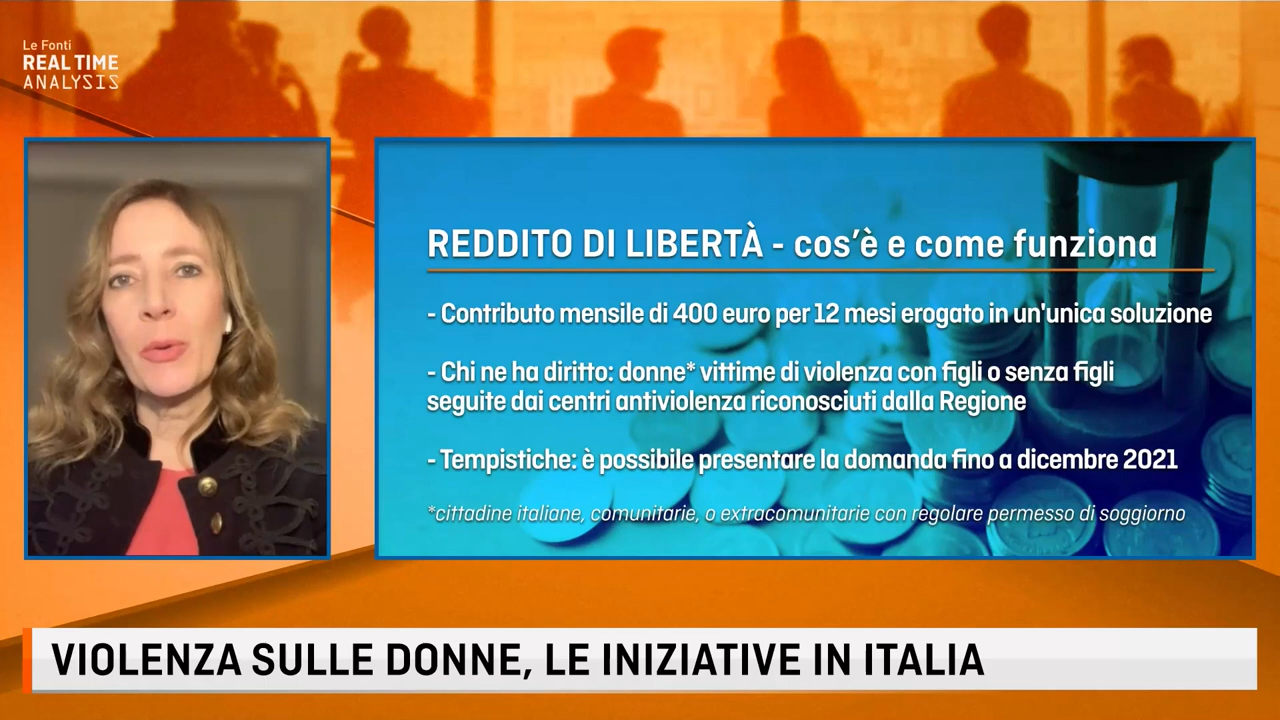 Le Fonti
REAL TIME
ANALYSIS
REDDITO DI LIBERTÀ - cos'è e come funziona
- Contributo mensile di 400 euro per 12 mesi erogato in un'unica soluzione
- Chi ne ha diritto: donne* vittime di violenza con figli o senza figli
seguite dai centri antiviolenza riconosciuti dalla Regione
- Tempistiche: è possibile presentare la domanda fino a dicembre 2021
*cittadine italiane, comunitarie, o extracomunitarie con regolare permesso di soggiorno
VIOLENZA SULLE DONNE, LE INIZIATIVE IN ITALIA